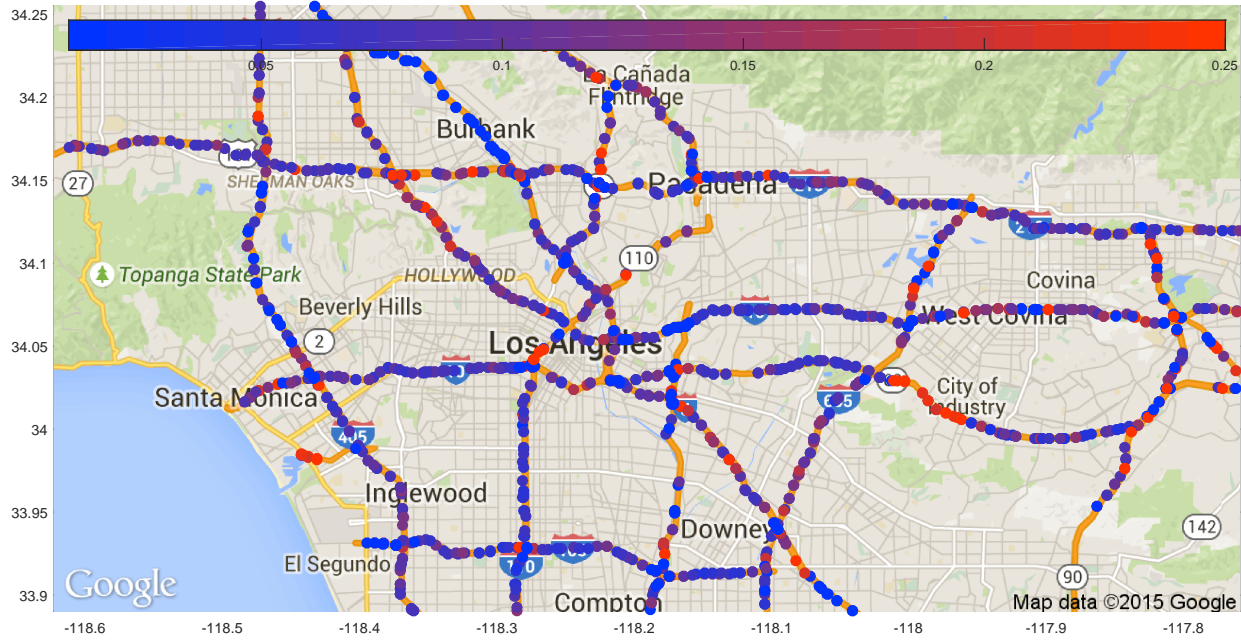 34.25
0.05
0.1
0.15
0.2
0.25
La Cañada
Flintridge
34.2
Burbank
34.15
27
SHERMAN OAKS
Pasadena
34.1
110
Topanga State Park
HOLLYWOOD
Covina
Beverly Hills
West Covina
34.05
2
Los Angeles
Santa Monica
City of
Industry
605
34
405
Inglewood
33.95
Downey
142
El Segundo
110
105
90
33.9
Google
Compton
Map data ©2015 Google
-118.6
-118.5
-118.4
-118.3
-118.2
-118.1
-118
-117.9
-117.8